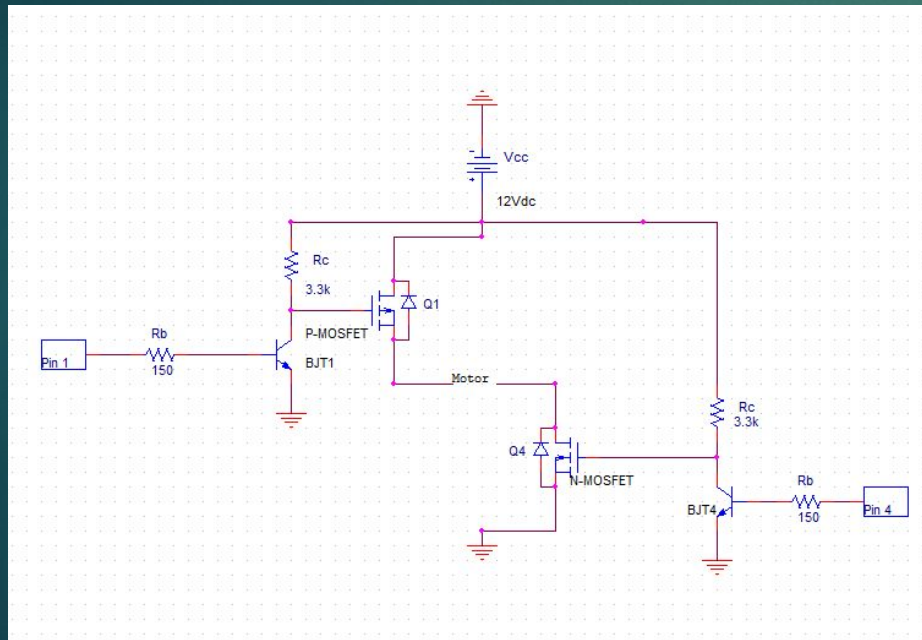 Vcc
12Vdc
Rc
3.3k
Q1
P-MOSFET
Rb
150
Pin 1
BJT1
Motor
Rc
3.3k
Q4
N-MOSFET
Rb
150
BJT4
Pin 4